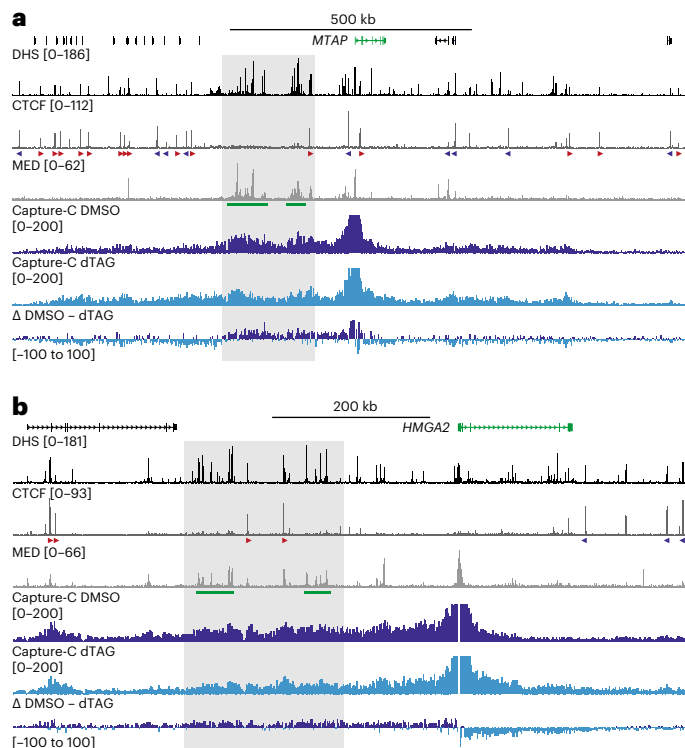 a
500 kb
MTAP
DHS [0–186]
CTCF [0–112]
MED [0–62]
Capture-C DMSO
[0–200]
Capture-C dTAG
[0–200]
Δ DMSO – dTAG
[–100 to 100]
b
200 kb
HMGA2
DHS [0–181]
CTCF [0–93]
MED [0–66]
Capture-C DMSO
[0–200]
Capture-C dTAG
[0–200]
Δ DMSO – dTAG
[–100 to 100]